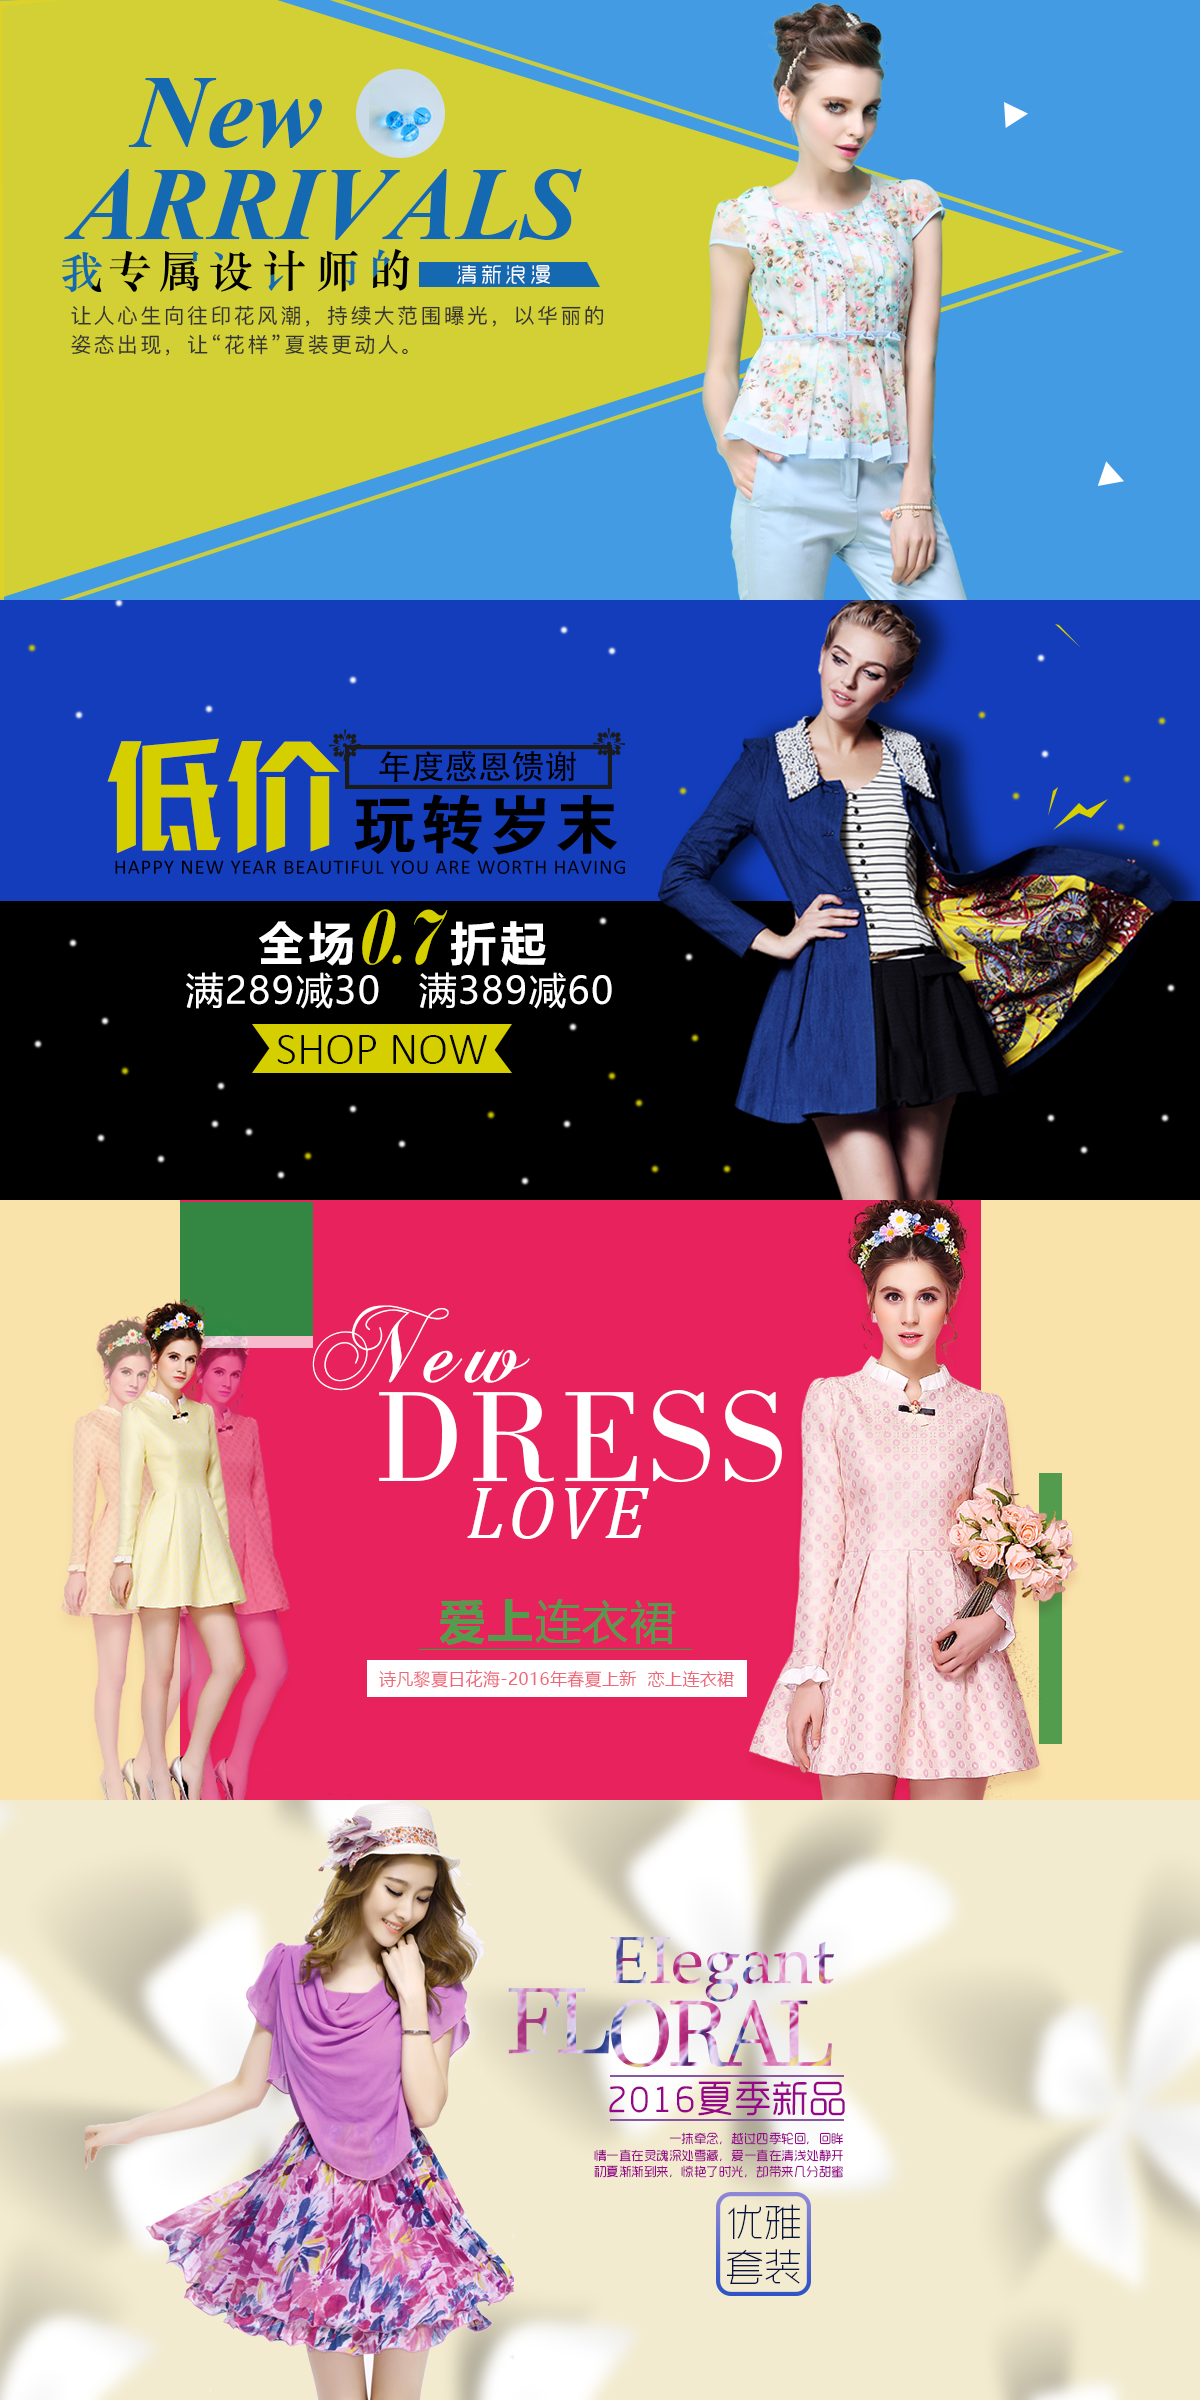 New
ARRIVALS
我专属设计师的
清新浪漫
让人心生向往印花风潮，持续大范围曝光，以华丽的
姿态出现，让“花样”夏装更动人。
低价
年度感恩馈谢
玩转岁末
HAPPY NEW YEAR BEAUTIFUL YOU ARE WORTH HAVING
全场0.7折起
满289减30 满389减60
SHOP NOW
New
DRESS
LOVE
爱上连衣裙
诗凡黎夏日花海-2016年春夏上新 恋上连衣裙
Elegant
FLORAL
2016夏季新品
一抹牵念，越过四季轮回，回眸
情一直在灵魂深处雪藏，爱一直在清浅处静开
初夏渐渐到来，惊艳了时光，却带来几分甜蜜
优雅
套装